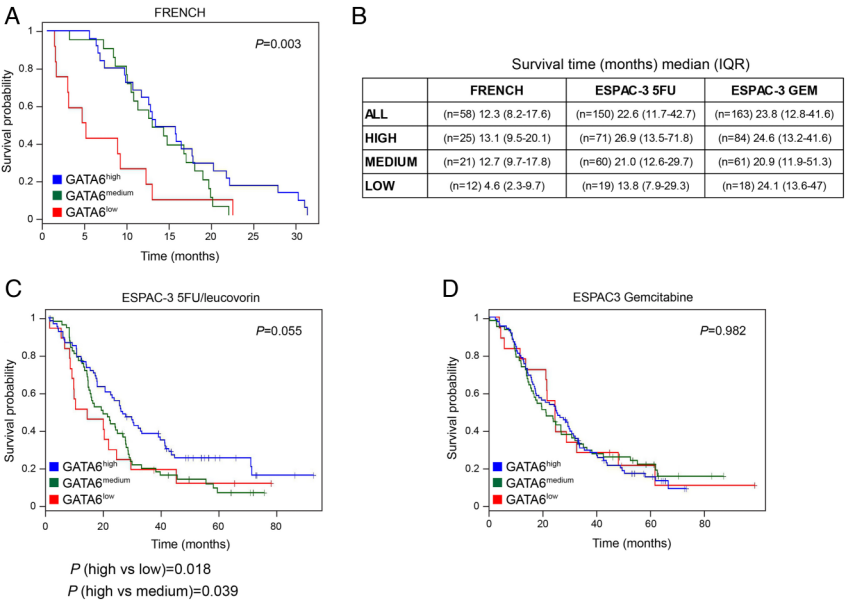 A
FRENCH
P=0.003
Survival probability
1
0.8
0.6
0.4
0.2
0
GATA6high
GATA6medium
GATA6low
0 5 10 15 20 25 30
Time (months)
B
Survival time (months) median (IQR)
FRENCH ESPAC-3 5FU ESPAC-3 GEM
ALL (n=58) 12.3 (8.2-17.6) (n=150) 22.6 (11.7-42.7) (n=163) 23.8 (12.8-41.6)
HIGH (n=25) 13.1 (9.5-20.1) (n=71) 26.9 (13.5-71.8) (n=84) 24.6 (13.2-41.6)
MEDIUM (n=21) 12.7 (9.7-17.8) (n=60) 21.0 (12.6-29.7) (n=61) 20.9 (11.9-51.3)
LOW (n=12) 4.6 (2.3-9.7) (n=19) 13.8 (7.9-29.3) (n=18) 24.1 (13.6-47)
C
ESPAC-3 5FU/leucovorin
P=0.055
Survival probability
1
0.8
0.6
0.4
0.2
0
GATA6high
GATA6medium
GATA6low
0 20 40 60 80
Time (months)
P (high vs low)=0.018
P (high vs medium)=0.039
D
ESPAC3 Gemcitabine
P=0.982
Survival probability
1
0.8
0.6
0.4
0.2
0
GATA6high
GATA6medium
GATA6low
0 20 40 60 80
Time (months)